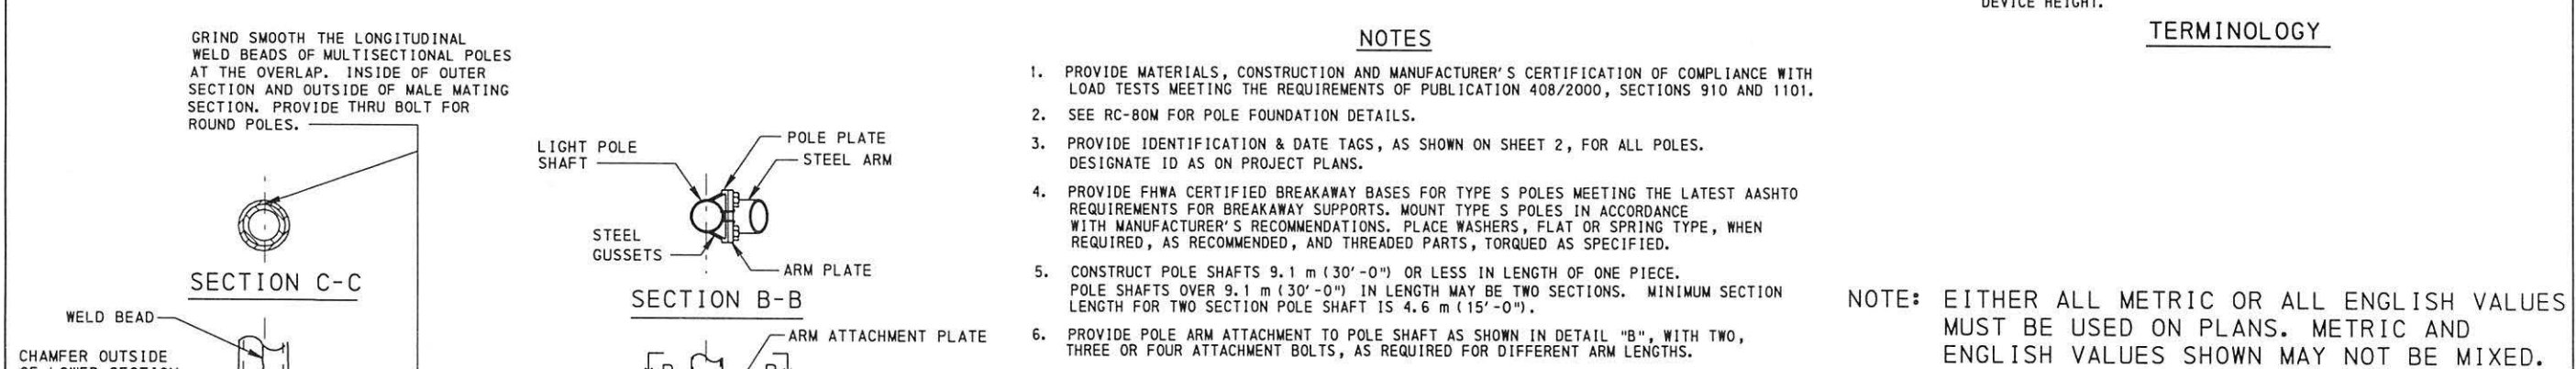 DEVICE HEIGHT.
TERMINOLOGY
GRIND SMOOTH THE LONGITUDINAL
WELD BEADS OF MULTISECTIONAL POLES
AT THE OVERLAP. INSIDE OF OUTER
SECTION AND OUTSIDE OF MALE MATING
SECTION. PROVIDE THRU BOLT FOR
ROUND POLES.
SECTION C-C
WELD BEAD
CHAMFER OUTSIDE
OF LOWER SECTION
LIGHT POLE
SHAFT
POLE PLATE
STEEL ARM
STEEL
GUSSETS
ARM PLATE
SECTION B-B
ARM ATTACHMENT PLATE
NOTES
1. PROVIDE MATERIALS, CONSTRUCTION AND MANUFACTURER'S CERTIFICATION OF COMPLIANCE WITH
LOAD TESTS MEETING THE REQUIREMENTS OF PUBLICATION 408/2000, SECTIONS 910 AND 1101.
2. SEE RC-80M FOR POLE FOUNDATION DETAILS.
3. PROVIDE IDENTIFICATION & DATE TAGS, AS SHOWN ON SHEET 2, FOR ALL POLES.
DESIGNATE ID AS ON PROJECT PLANS.
4. PROVIDE FHWA CERTIFIED BREAKAWAY BASES FOR TYPE S POLES MEETING THE LATEST AASHTO
REQUIREMENTS FOR BREAKAWAY SUPPORTS. MOUNT TYPE S POLES IN ACCORDANCE
WITH MANUFACTURER'S RECOMMENDATIONS. PLACE WASHERS, FLAT OR SPRING TYPE, WHEN
REQUIRED, AS RECOMMENDED, AND THREADED PARTS, TORQUED AS SPECIFIED.
5. CONSTRUCT POLE SHAFTS 9.1 m (30'-0") OR LESS IN LENGTH OF ONE PIECE.
POLE SHAFTS OVER 9.1 m (30'-0") IN LENGTH MAY BE TWO SECTIONS. MINIMUM SECTION
LENGTH FOR TWO SECTION POLE SHAFT IS 4.6 m (15'-0").
6. PROVIDE POLE ARM ATTACHMENT TO POLE SHAFT AS SHOWN IN DETAIL "B", WITH TWO,
THREE OR FOUR ATTACHMENT BOLTS, AS REQUIRED FOR DIFFERENT ARM LENGTHS.
NOTE: EITHER ALL METRIC OR ALL ENGLISH VALUES
MUST BE USED ON PLANS. METRIC AND
ENGLISH VALUES SHOWN MAY NOT BE MIXED.